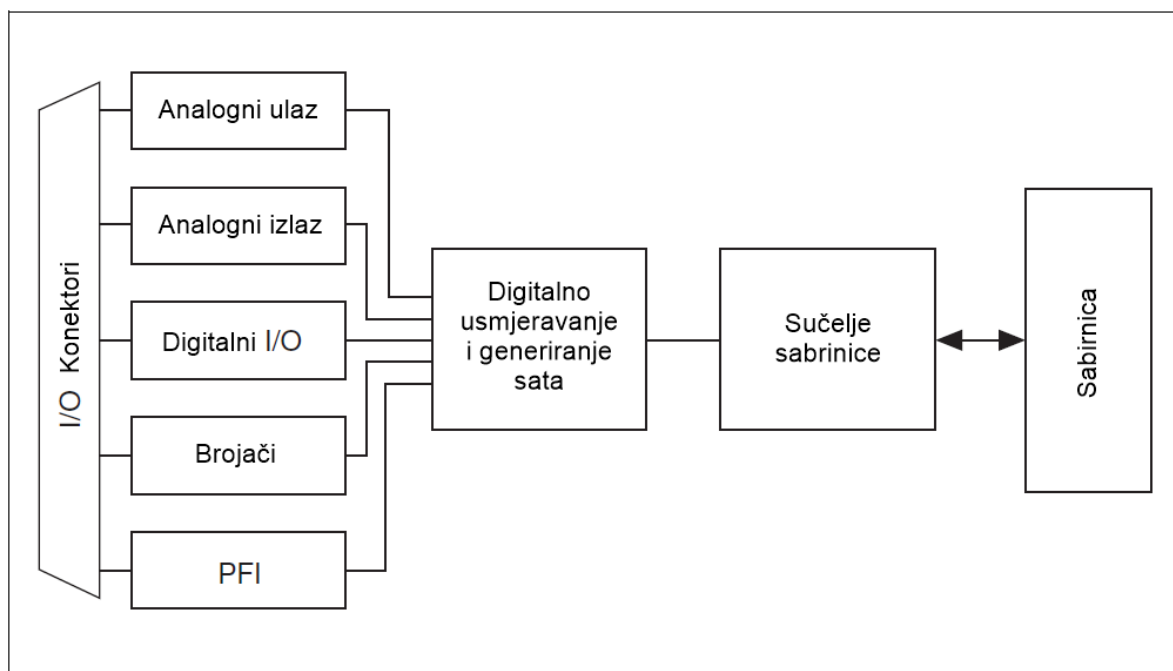 I/O Konektori
Analogni ulaz
Analogni izlaz
Digitalni I/O
Brojači
PFI
Digitalno
usmjeravanje
i generiranje
sata
Sučelje
sabrinice
Sabirnica